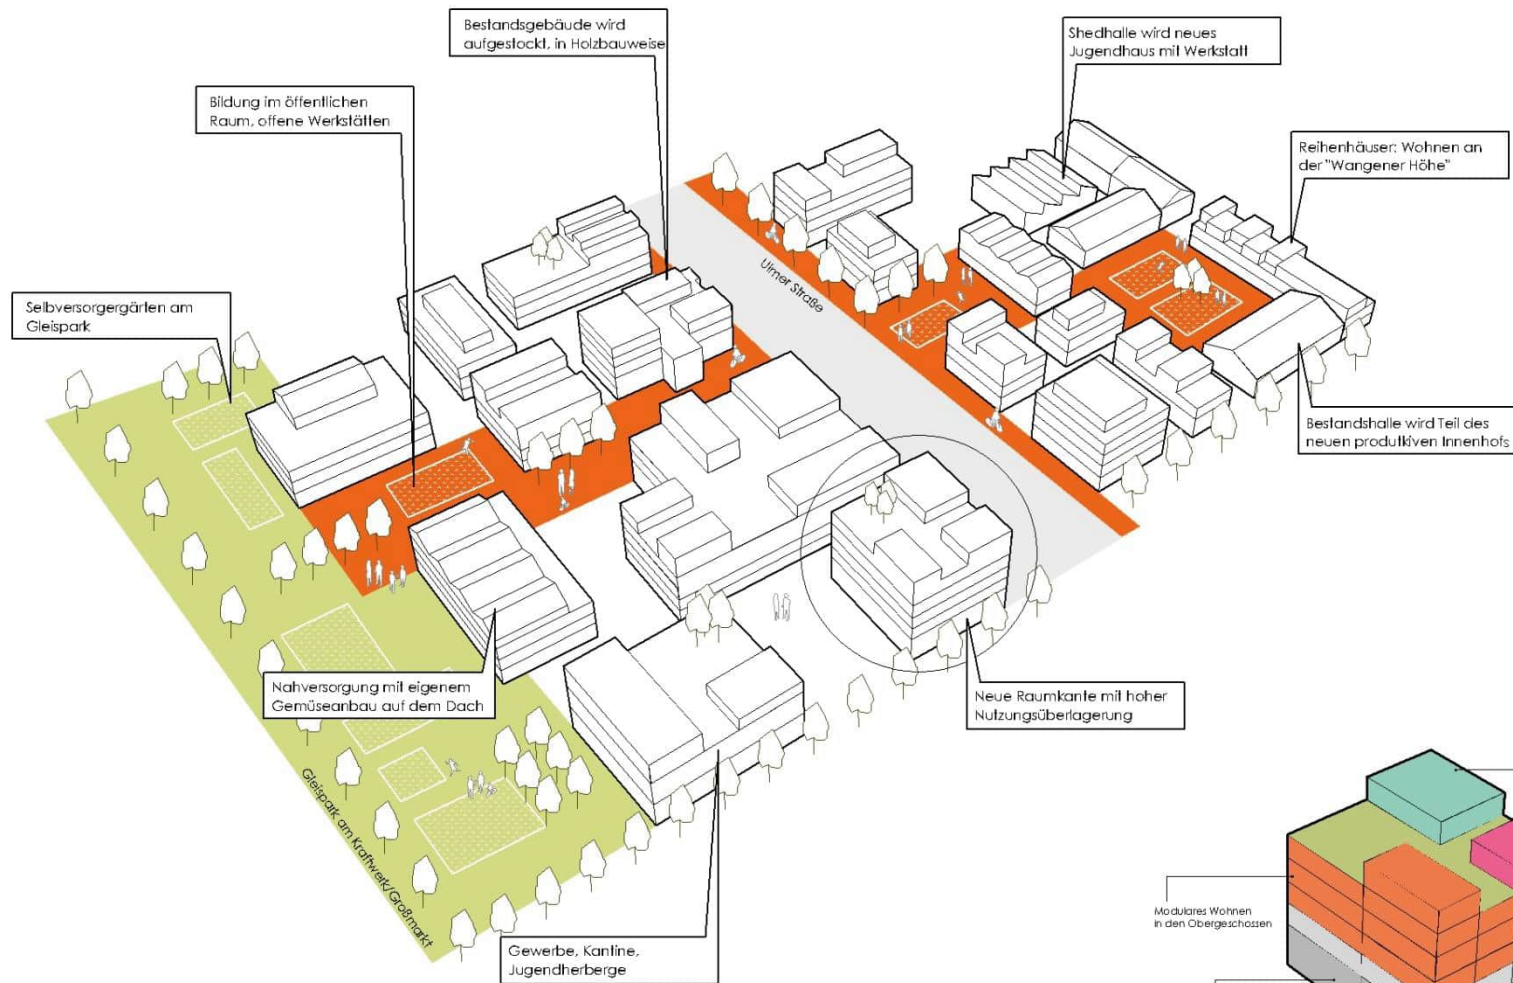 Bestandsgebäude wird
aufgestockt, in Holzbauweise
Shedhalle wird neues
Jugendhaus mit Werkstatt
Bildung im öffentlichen
Raum, offene Werkstätten
Reihenhäuser: Wohnen an
der "Wangener Höhe"
Ulmer Straße
Selbversorgergärten am
Gleispark
Bestandshalle wird Teil des
neuen produtkiven Innenhofs
Nahversorgung mit eigenem
Gemüseanbau auf dem Dach
Neue Raumkante mit hoher
Nutzungsüberlagerung
Gleispark am Kraftwerk/Großmarkt
Modulares Wohnen
in den Obergeschossen
Gewerbe, Kantine,
Jugendherberge